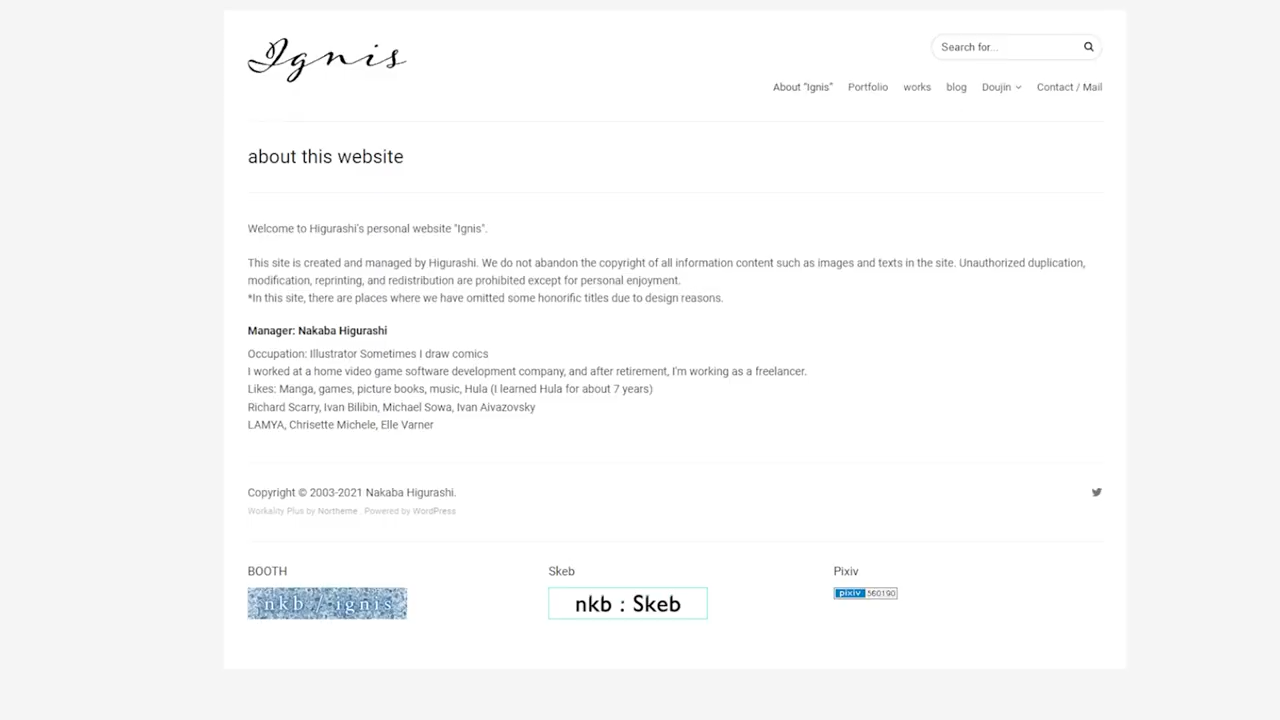 Ignis
Search for...
About “Ignis” Portfolio works blog Doujin Contact / Mail
about this website
Welcome to Higurashi's personal website "Ignis".
This site is created and managed by Higurashi. We do not abandon the copyright of all information content such as images and texts in the site. Unauthorized duplication,
modification, reprinting, and redistribution are prohibited except for personal enjoyment.
*In this site, there are places where we have omitted some honorific titles due to design reasons.
Manager: Nakaba Higurashi
Occupation: Illustrator Sometimes I draw comics
I worked at a home video game software development company, and after retirement, I'm working as a freelancer.
Likes: Manga, games, picture books, music, Hula (I learned Hula for about 7 years)
Richard Scarry, Ivan Bilibin, Michael Sowa, Ivan Aivazovsky
LAMYA, Chrisette Michele, Elle Varner
Copyright © 2003-2021 Nakaba Higurashi.
Workality Plus by Northeme . Powered by WordPress
BOOTH Skeb Pixiv
nkb / ignis nkb : Skeb pixiv 560190